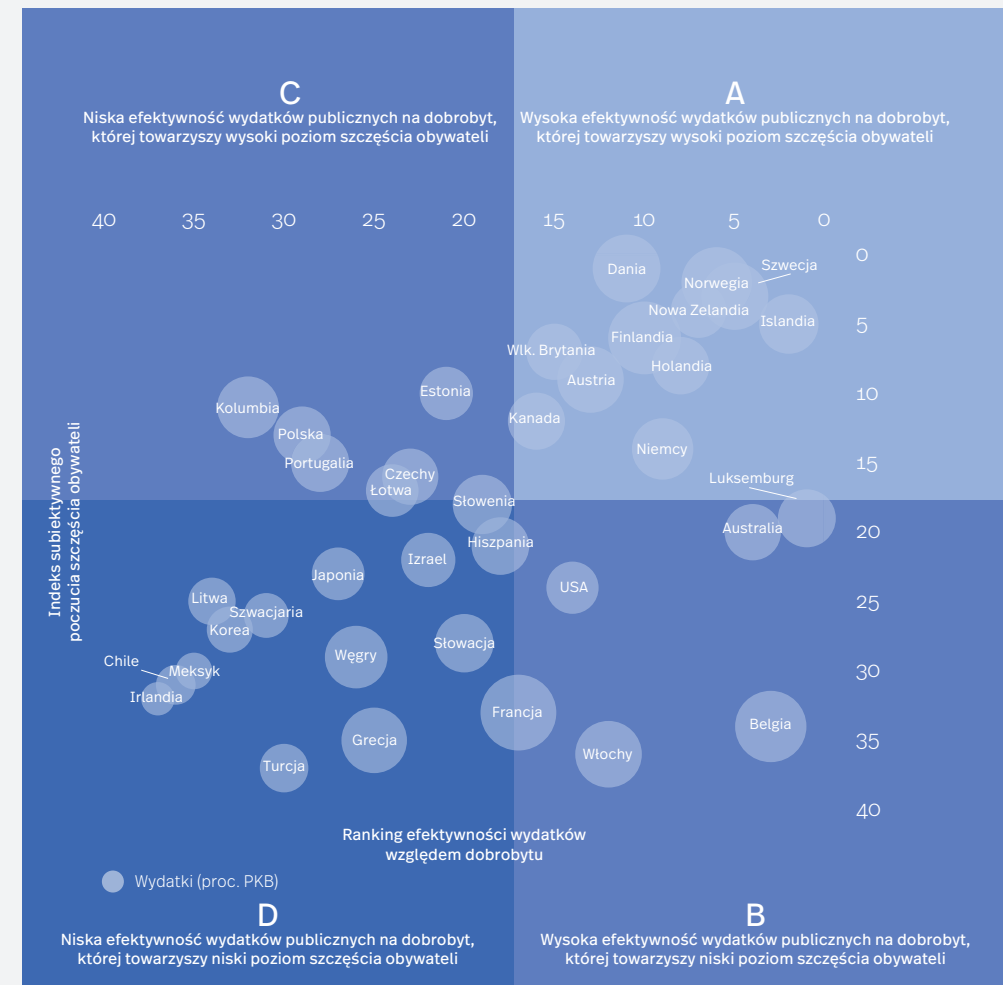 C
Niska efektywność wydatków publicznych na dobrobyt,
której towarzyszy wysoki poziom szczęścia obywateli
A
Wysoka efektywność wydatków publicznych na dobrobyt,
której towarzyszy wysoki poziom szczęścia obywateli
40 35 30 25 20 15 10 5 0
0
5
10
15
20
25
30
35
40
Dania
Szwecja
Norwegia
Nowa Zelandia
Islandia
Finlandia
Wlk. Brytania
Holandia
Austria
Estonia
Kolumbia
Kanada
Polska
Niemcy
Portugalia
Czechy
Łotwa
Luksemburg
Słowenia
Australia
Hiszpania
Izrael
Japonia
USA
Litwa
Szwacjaria
Korea
Słowacja
Węgry
Chile
Meksyk
Irlandia
Francja
Belgia
Grecja
Włochy
Turcja
Indeks subiektywnego
poczucia szczęścia obywateli
Ranking efektywności wydatków
względem dobrobytu
Wydatki (proc. PKB)
D
Niska efektywność wydatków publicznych na dobrobyt,
której towarzyszy niski poziom szczęścia obywateli
B
Wysoka efektywność wydatków publicznych na dobrobyt,
której towarzyszy niski poziom szczęścia obywateli